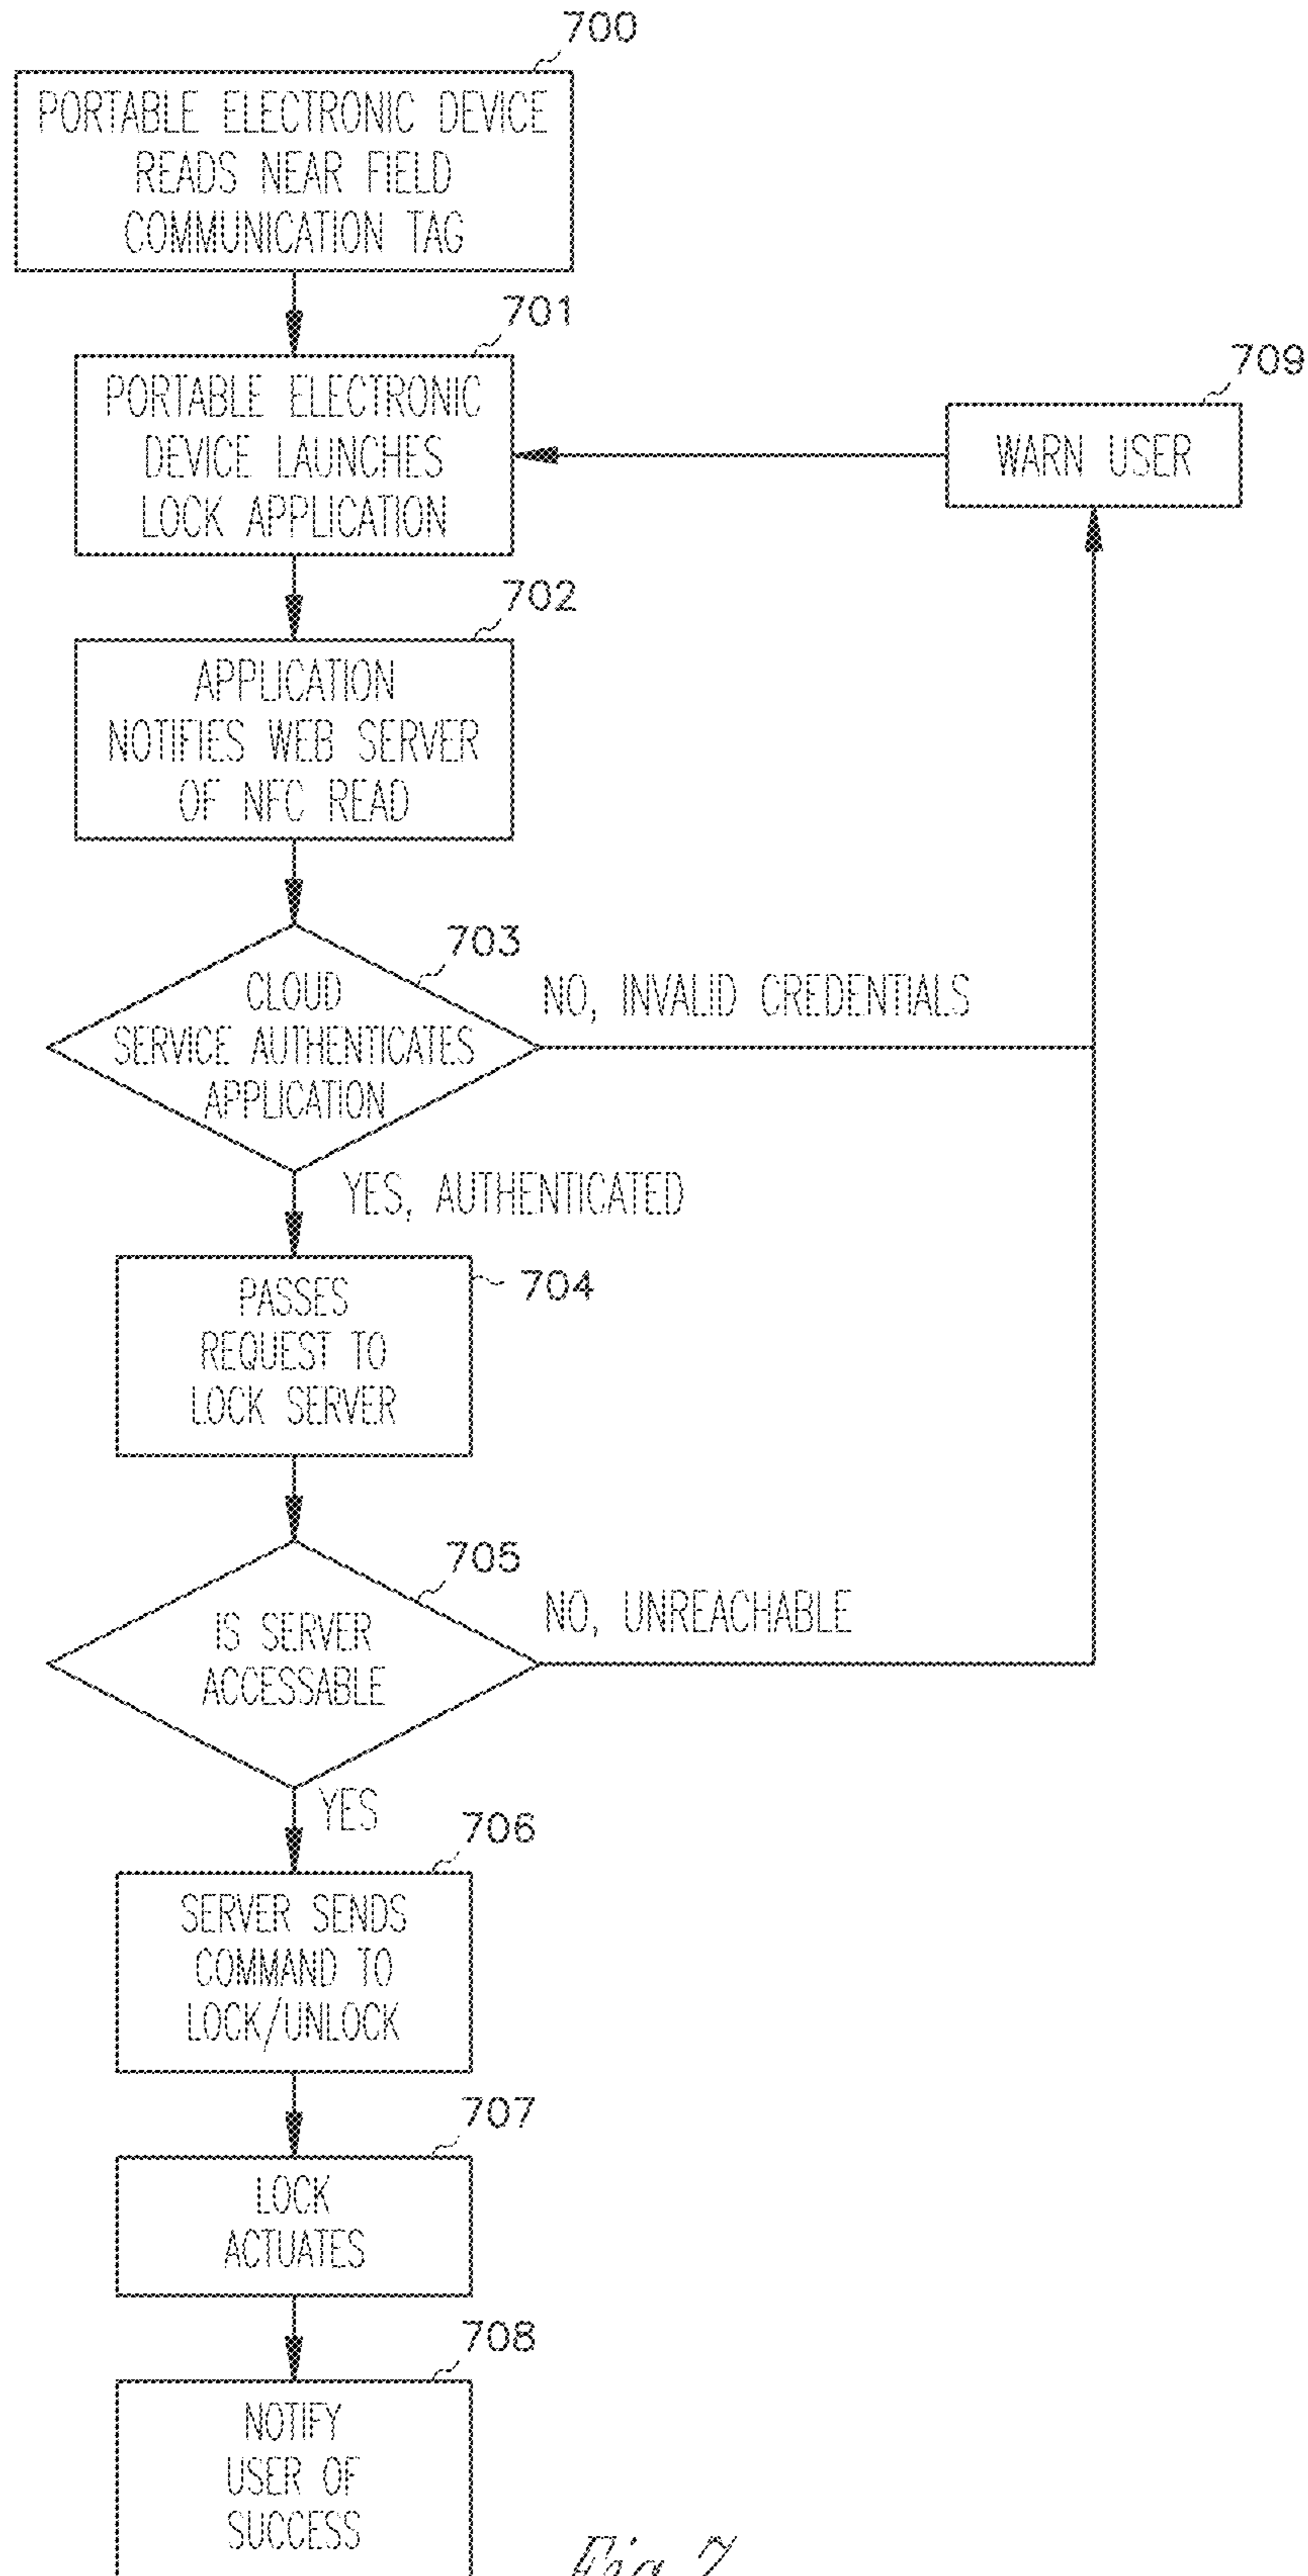 700
PORTABLE ELECTRONIC DEVICE
READS NEAR FIELD
COMMUNICATION TAG
701
PORTABLE ELECTRONIC
DEVICE LAUNCHES
LOCK APPLICATION
709
WARN USER
702
APPLICATION
NOTIFIES WEB SERVER
OF NFC READ
703
CLOUD
SERVICE AUTHENTICATES
APPLICATION
NO, INVALID CREDENTIALS
YES, AUTHENTICATED
704
PASSES
REQUEST TO
LOCK SERVER
705
IS SERVER
ACCESSABLE
NO, UNREACHABLE
YES
706
SERVER SENDS
COMMAND TO
LOCK/UNLOCK
707
LOCK
ACTUATES
708
NOTIFY
USER OF
SUCCESS
Fig. 7